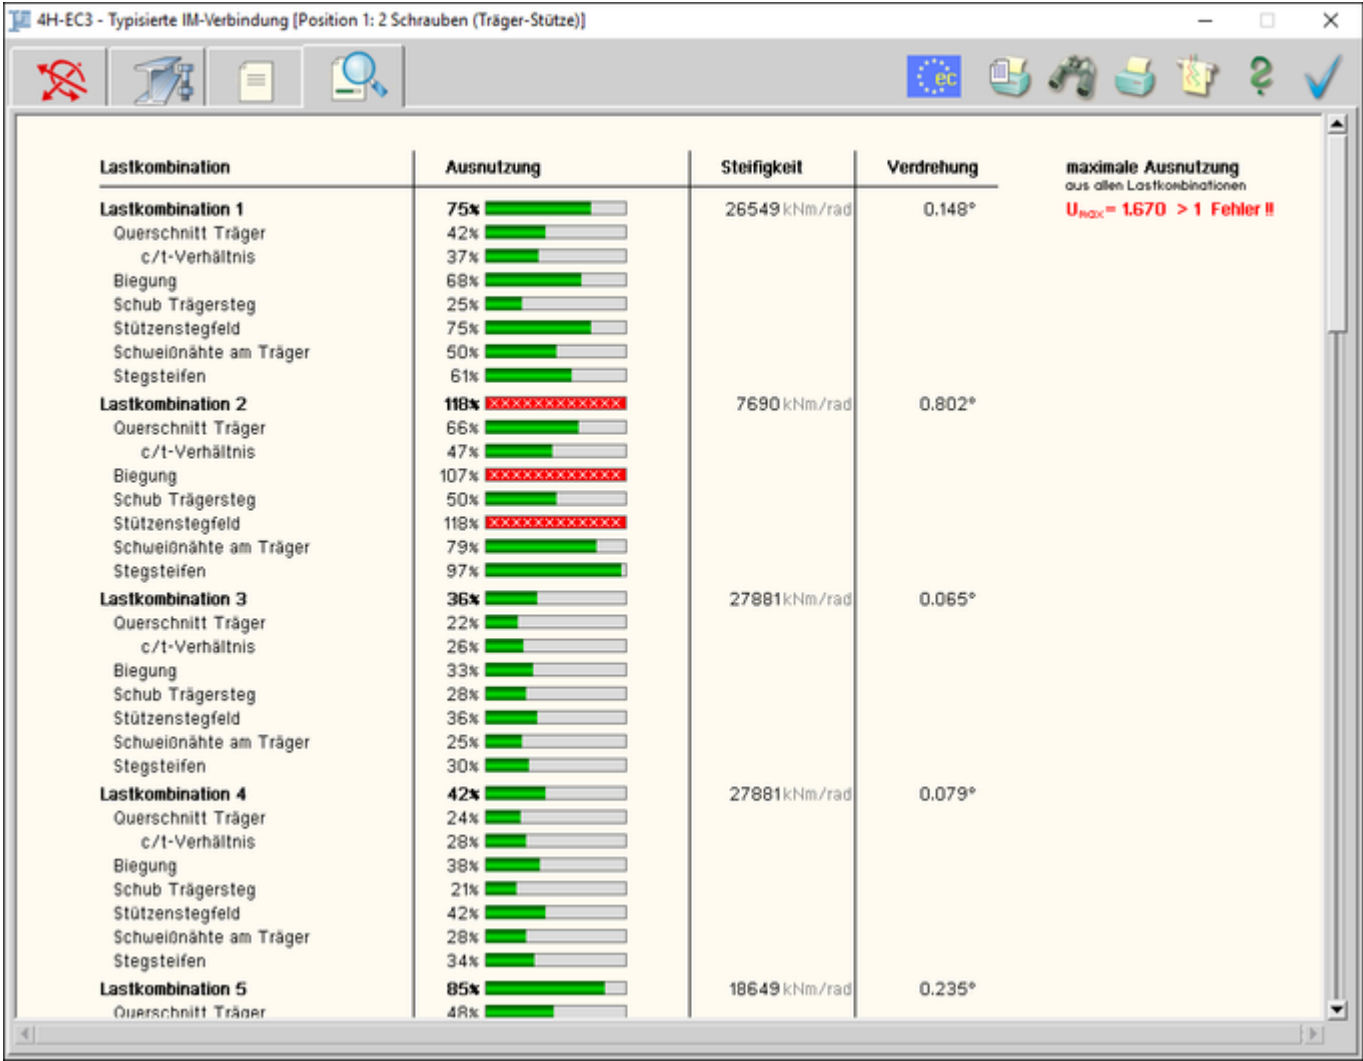 4H-EC3 - Typisierte IM-Verbindung [Position 1: 2 Schrauben (Träger-Stütze)]
ec
Lastkombination Ausnutzung Steifigkeit Verdrehung maximale Ausnutzung
aus allen Lastkombinationen
Lastkombination 1 75% 26549 kNm/rad 0.148° Umax = 1.670 > 1 Fehler !!
Querschnitt Träger 42%
c/t-Verhältnis 37%
Biegung 68%
Schub Trägersteg 25%
Stützenstegfeld 75%
Schweißnähte am Träger 50%
Stegsteifen 61%
Lastkombination 2 118% 7690 kNm/rad 0.802°
Querschnitt Träger 66%
c/t-Verhältnis 47%
Biegung 107%
Schub Trägersteg 50%
Stützenstegfeld 118%
Schweißnähte am Träger 79%
Stegsteifen 97%
Lastkombination 3 36% 27881 kNm/rad 0.065°
Querschnitt Träger 22%
c/t-Verhältnis 26%
Biegung 33%
Schub Trägersteg 28%
Stützenstegfeld 36%
Schweißnähte am Träger 25%
Stegsteifen 30%
Lastkombination 4 42% 27881 kNm/rad 0.079°
Querschnitt Träger 24%
c/t-Verhältnis 28%
Biegung 38%
Schub Trägersteg 21%
Stützenstegfeld 42%
Schweißnähte am Träger 28%
Stegsteifen 34%
Lastkombination 5 85% 18649 kNm/rad 0.235°
Querschnitt Träger 48%